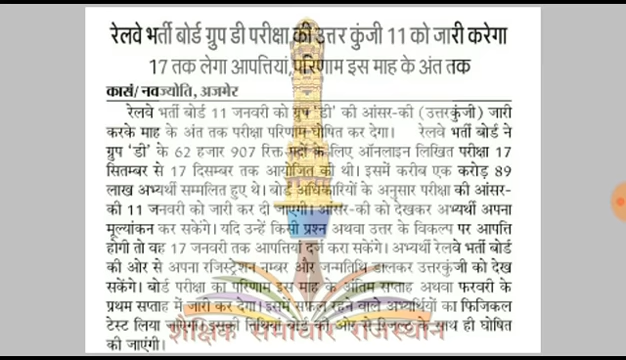 रेलवे भर्ती बोर्ड ग्रुप डी परीक्षा की उत्तर कुंजी 11 को जारी करेगा
17 तक लेगा आपत्तियां,परिणाम इस माह के अंत तक
कासं/नवज्योति, अजमेर
रेलवे भर्ती बोर्ड 11 जनवरी को ग्रुप 'डी' की आंसर-की (उत्तरकुंजी) जारी
करके माह के अंत तक परीक्षा परिणाम घोषित कर देगा। रेलवे भर्ती बोर्ड ने
ग्रुप 'डी' के 62 हजार 907 रिक्त पदों के लिए ऑनलाइन लिखित परीक्षा 17
सितम्बर से 17 दिसम्बर तक आयोजित की थी। इसमें करीब एक करोड़ 89
लाख अभ्यर्थी सम्मलित हुए थे। बोर्ड अधिकारियों के अनुसार परीक्षा की आंसर-
की 11 जनवरी को जारी कर दी जाएगी। आंसर-की को देखकर अभ्यर्थी अपना
मूल्यांकन कर सकेंगे। यदि उन्हें किसी प्रश्न अथवा उत्तर के विकल्प पर आपत्ति
होगी तो वह 17 जनवरी तक आपत्तियां दर्ज करा सकेंगे। अभ्यर्थी रेलवे भर्ती बोर्ड
की ओर से अपना रजिस्ट्रेशन नम्बर और जन्मतिथि डालकर उत्तरकुंजी को देख
सकेंगे। बोर्ड परीक्षा का परिणाम इस माह के अंतिम सप्ताह अथवा फरवरी के
प्रथम सप्ताह में जारी कर देगा। इसमें सफल रहने वाले अभ्यर्थियों का फिजिकल
टेस्ट लिया जाएगा। इसकी तिथियां बोर्ड की ओर से रिजल्ट के साथ ही घोषित
की जाएंगी।
शैक्षिक समाचार राजस्थान